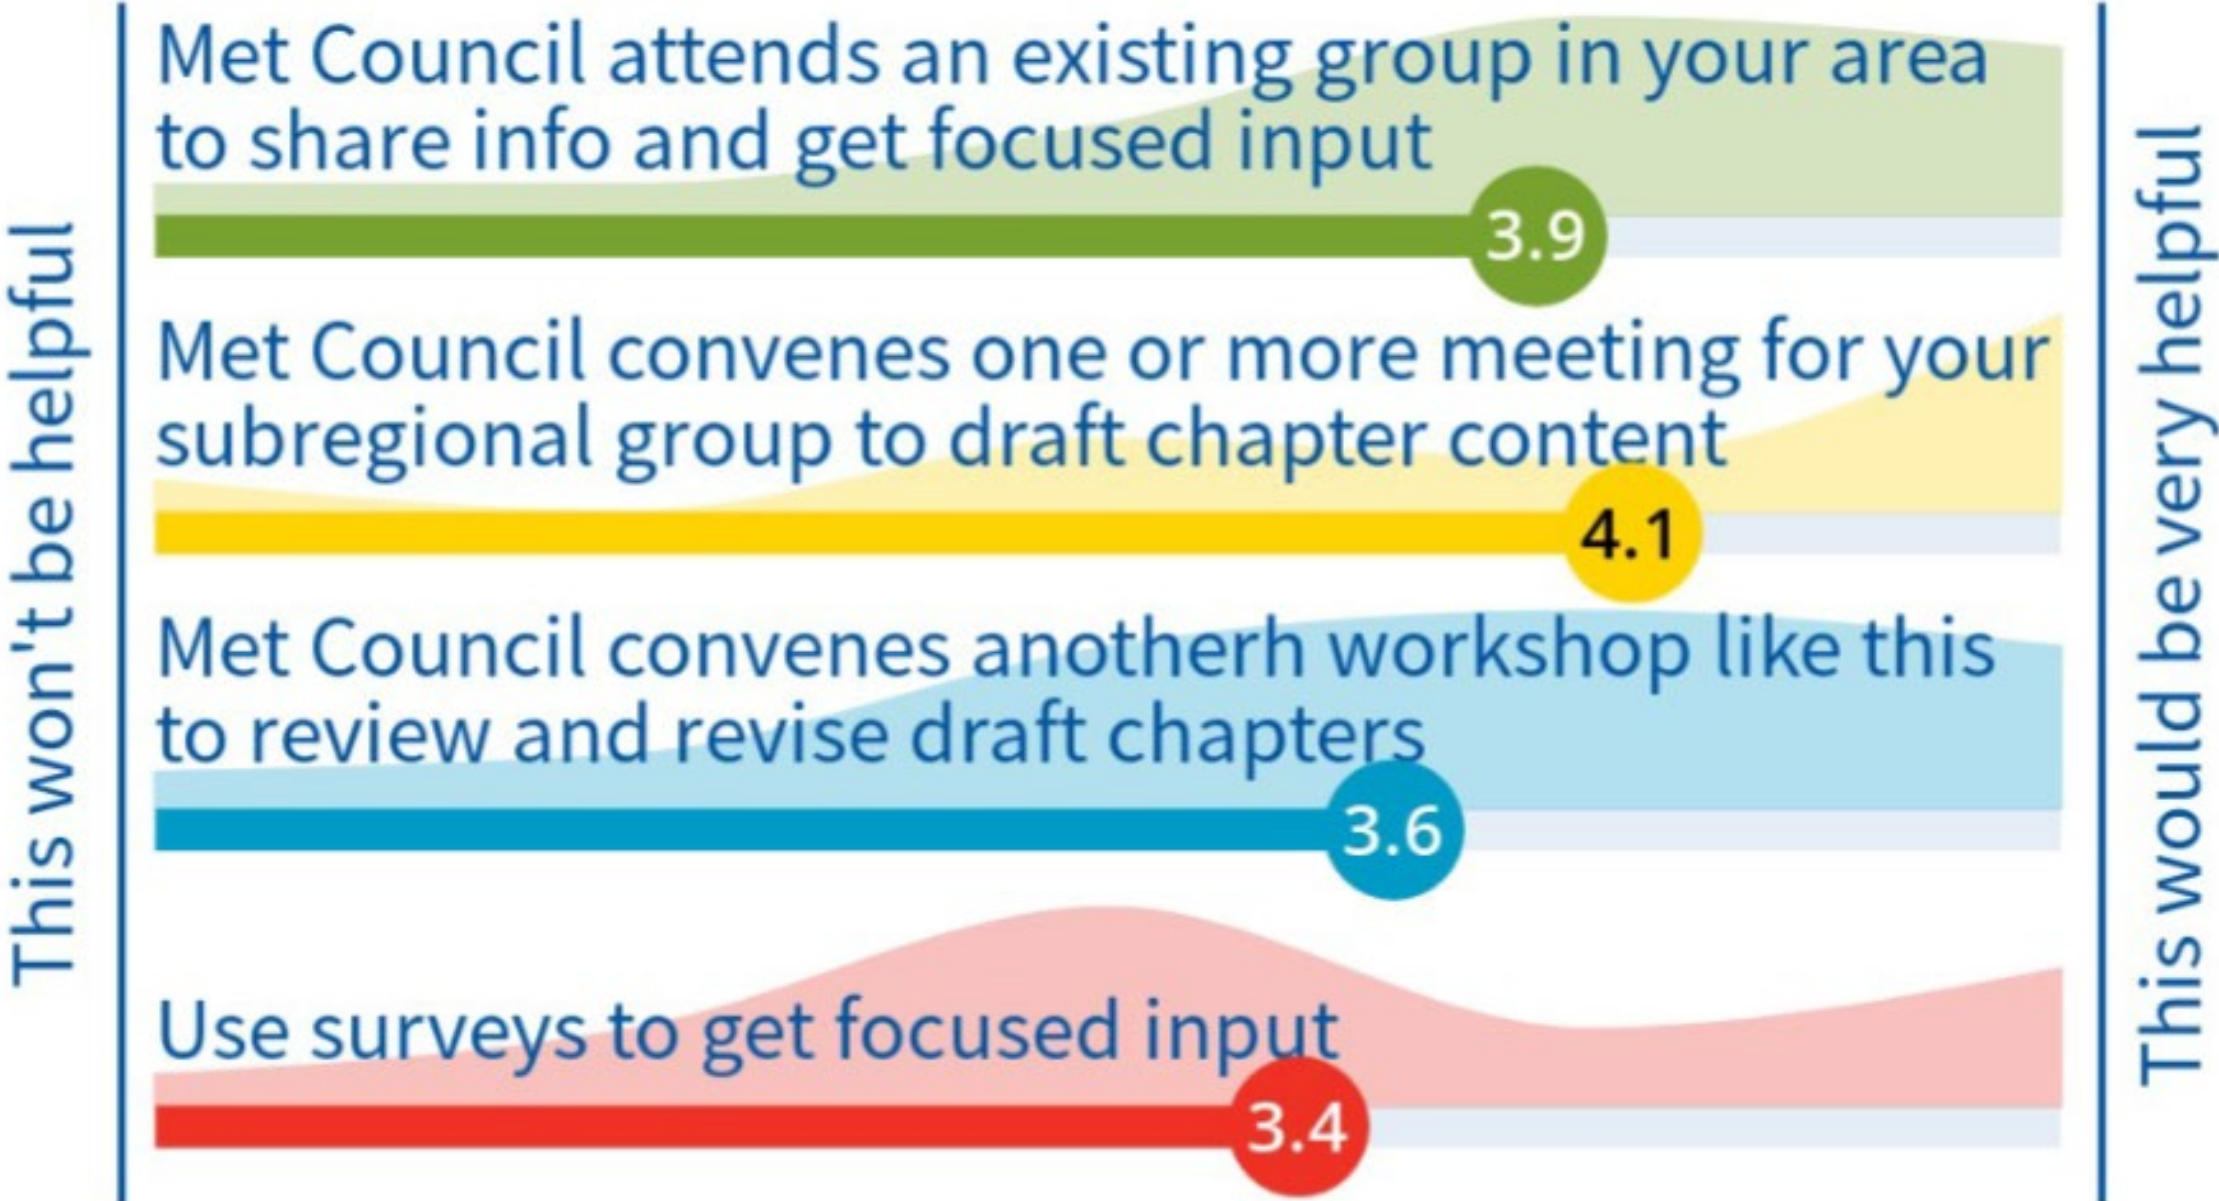 This won't be helpful
Met Council attends an existing group in your area
to share info and get focused input
3.9
Met Council convenes one or more meeting for your
subregional group to draft chapter content
4.1
Met Council convenes anotherh workshop like this
to review and revise draft chapters
3.6
Use surveys to get focused input
3.4
This would be very helpful